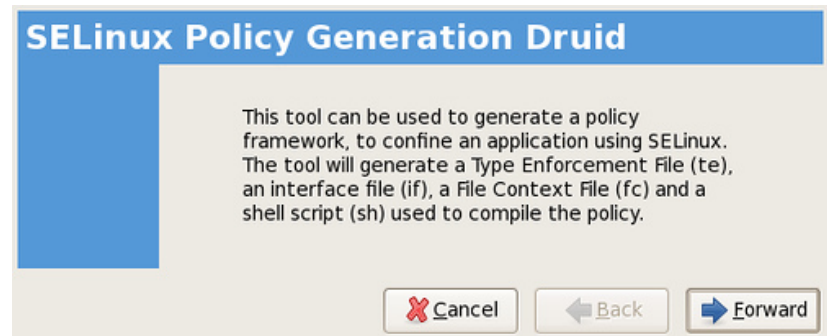 SELinux Policy Generation Druid
This tool can be used to generate a policy
framework, to confine an application using SELinux.
The tool will generate a Type Enforcement File (te),
an interface file (if), a File Context File (fc) and a
shell script (sh) used to compile the policy.
Cancel Back Forward